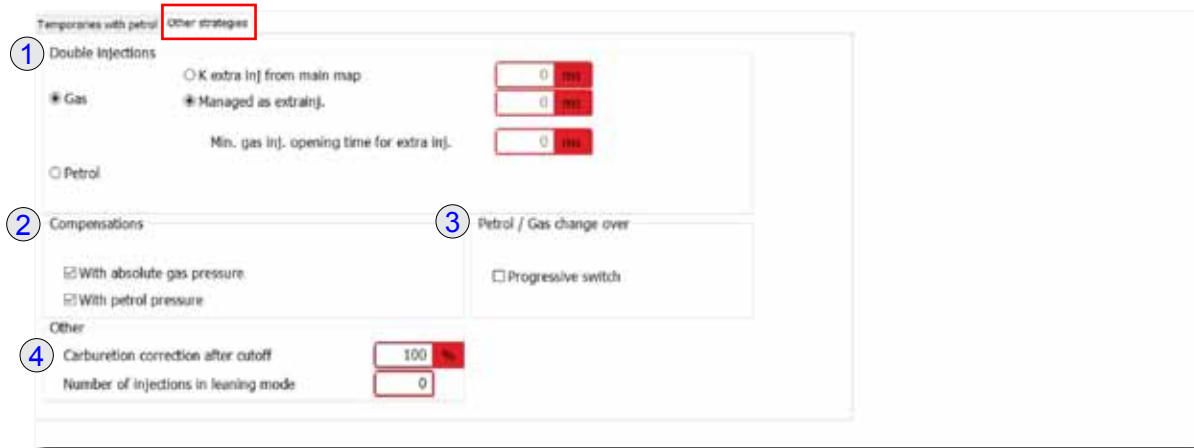 Temporaries with petrol Other strategies
1 Double Injections
K extra inj from main map 0 ms
Gas Managed as extrainj. 0 ms
Min. gas inj. opening time for extra inj. 0 ms
Petrol
2 Compensations
With absolute gas pressure
With petrol pressure
3 Petrol / Gas change over
Progressive switch
Other
4 Carburetion correction after cutoff 100 %
Number of injections in leaning mode 0